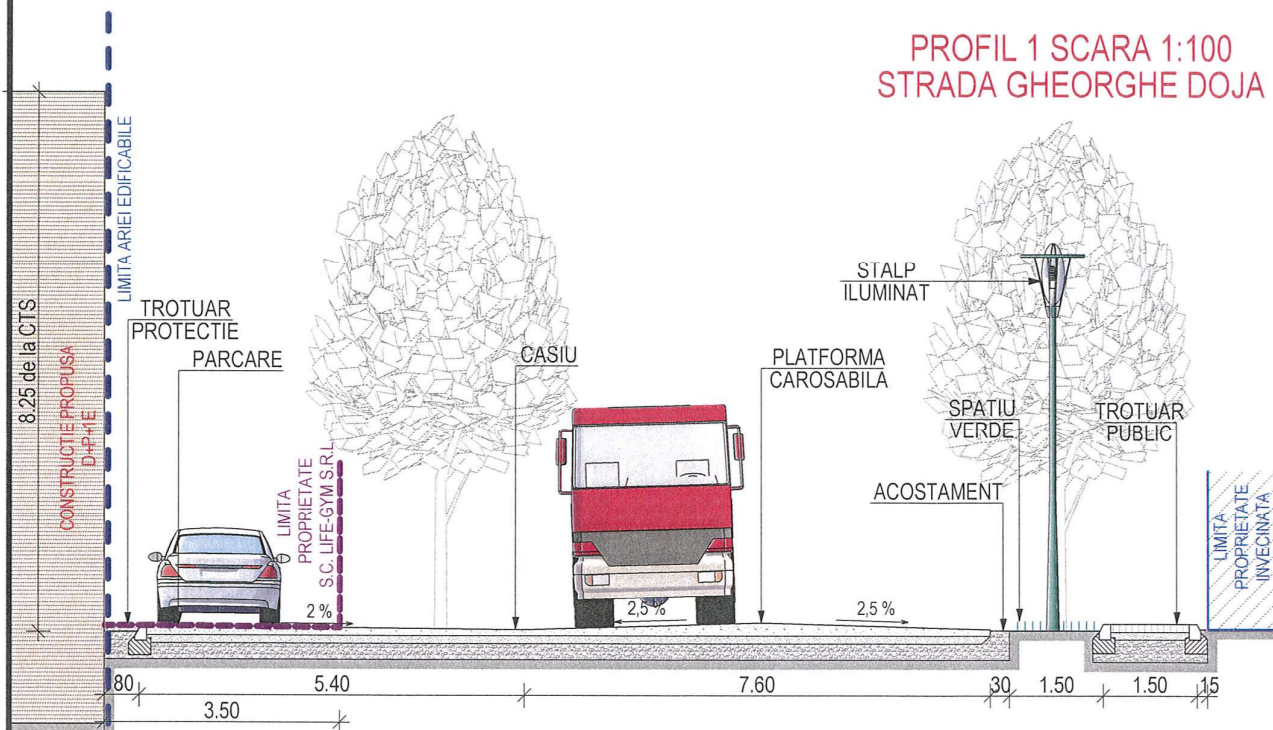 PROFIL 1 SCARA 1:100
STRADA GHEORGHE DOJA
LIMITA ARIEI EDIFICABILE
8.25 de la CTS
CONSTRUCTIE PROPUSA
D+P+1E
TROTUAR
PROTECTIE
PARCARE
LIMITA
PROPRIETATE
S.C. LIFE-GYM S.R.L
CASIU
PLATFORMA
CAROSABILA
STALP
ILUMINAT
SPATIU
VERDE
TROTUAR
PUBLIC
ACOSTAMENT
LIMITA
PROPRIETATE
INVECINATA
2 %
2,5 %
2,5 %
80
5.40
7.60
30
1.50
1.50
15
3.50